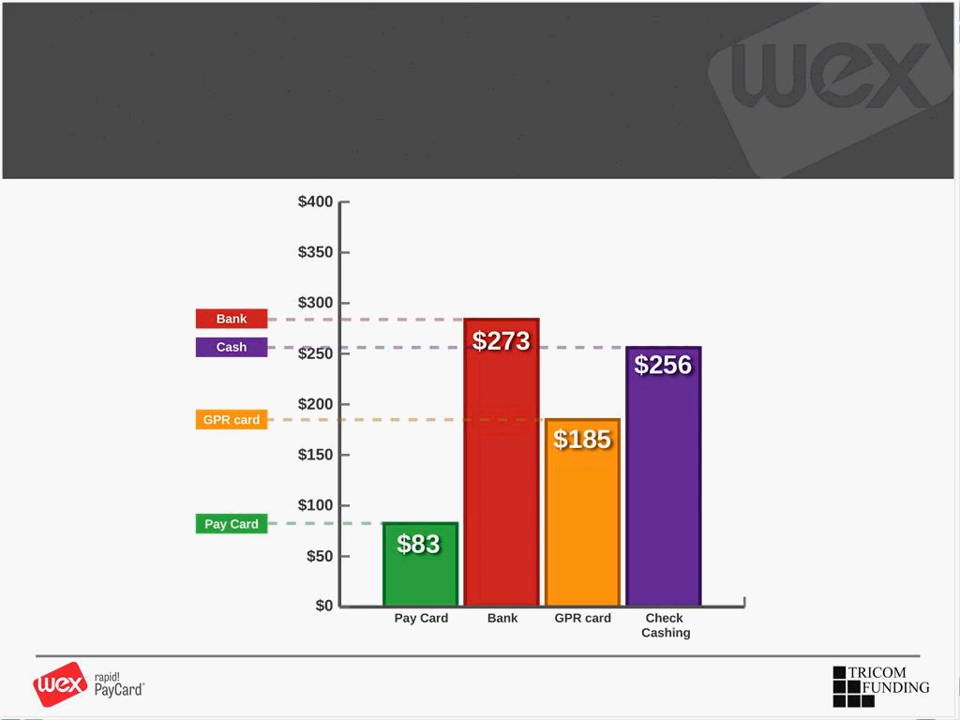 wex
$400
$350
$300
$250
$200
$150
$100
$50
$0
Bank
Cash
GPR card
Pay Card
$83
$273
$185
$256
Pay Card
Bank
GPR card
Check
Cashing
wex
rapid!
PayCard
TRICOM
FUNDING